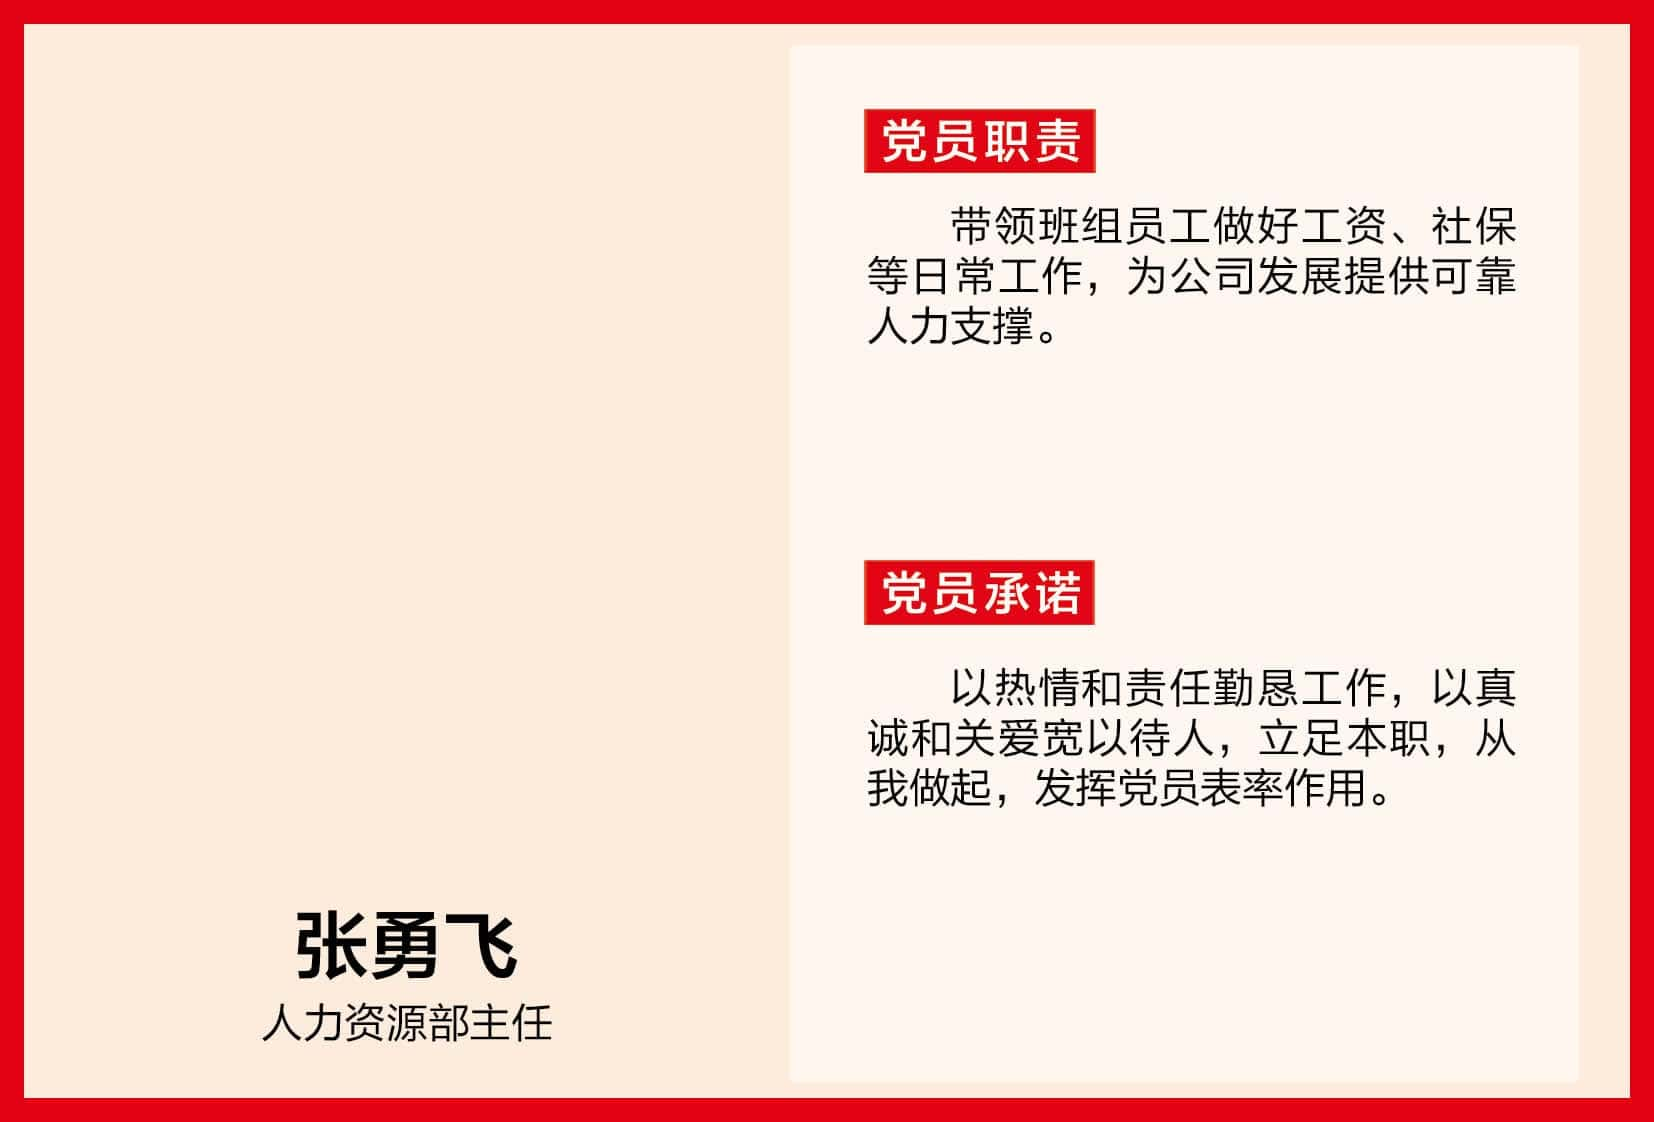 党员职责
带领班组员工做好工资、社保
等日常工作，为公司发展提供可靠
人力支撑。
党员承诺
以热情和责任勤恳工作，以真
诚和关爱宽以待人，立足本职，从
我做起，发挥党员表率作用。
张勇飞
人力资源部主任